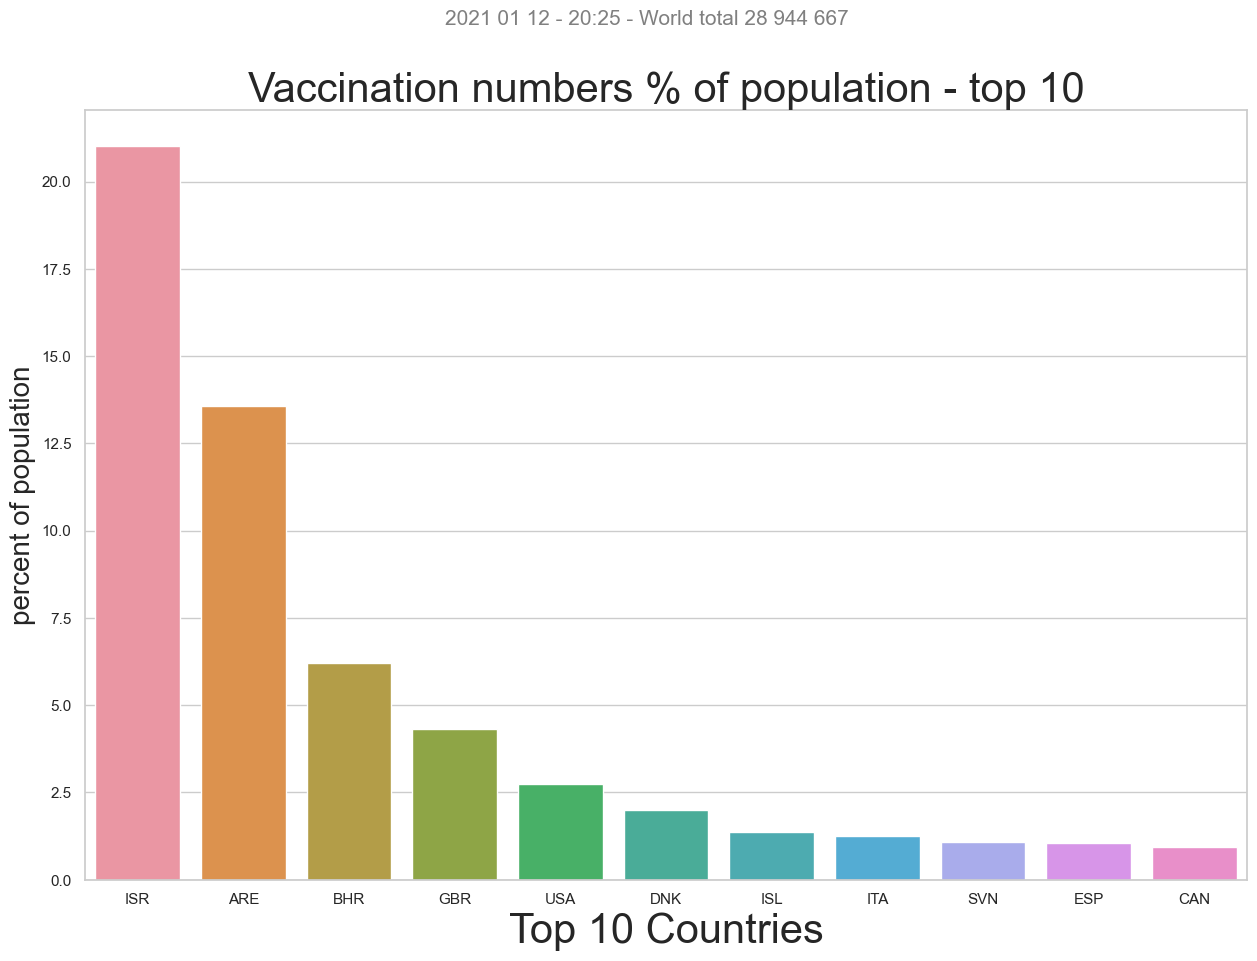 2021 01 12 - 20:25 - World total 28 944 667
Vaccination numbers % of population - top 10
percent of population
20.0
17.5
15.0
12.5
10.0
7.5
5.0
2.5
0.0
ISR ARE BHR GBR USA DNK ISL ITA SVN ESP CAN
Top 10 Countries